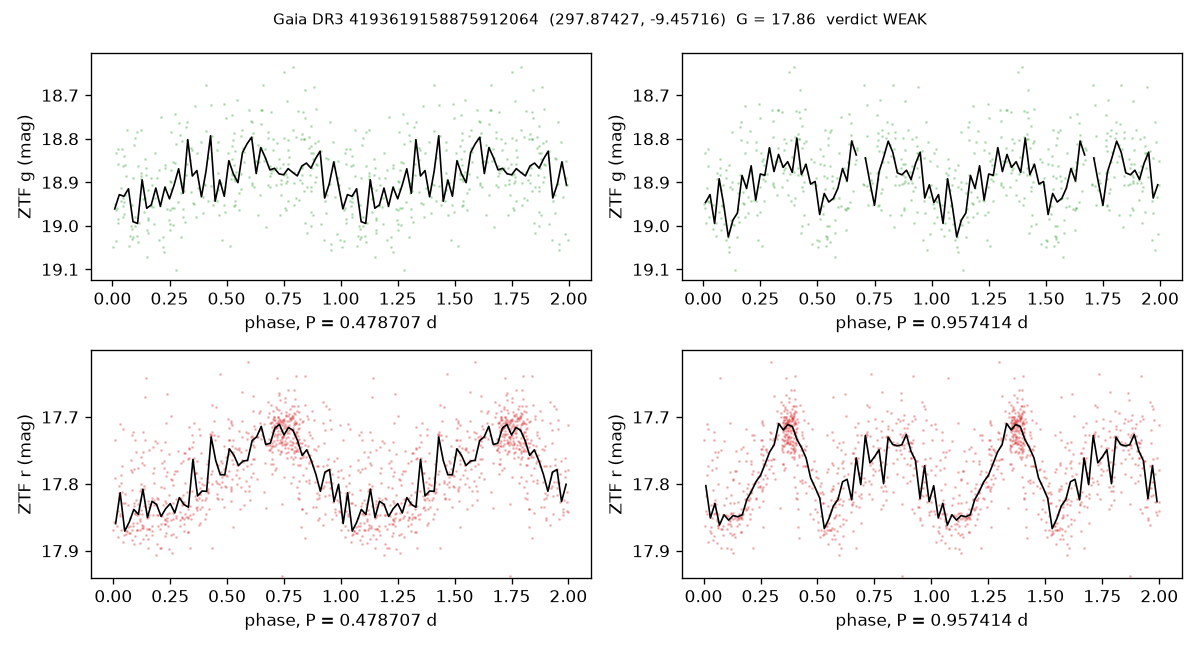 Gaia DR3 4193619158875912064 (297.87427, -9.45716) G = 17.86 verdict WEAK
ZTF g (mag)
18.7
18.8
18.9
19.0
19.1
0.00 0.25 0.50 0.75 1.00 1.25 1.50 1.75 2.00
phase, P = 0.478707 d
ZTF g (mag)
18.7
18.8
18.9
19.0
19.1
0.00 0.25 0.50 0.75 1.00 1.25 1.50 1.75 2.00
phase, P = 0.957414 d
ZTF r (mag)
17.7
17.8
17.9
0.00 0.25 0.50 0.75 1.00 1.25 1.50 1.75 2.00
phase, P = 0.478707 d
ZTF r (mag)
17.7
17.8
17.9
0.00 0.25 0.50 0.75 1.00 1.25 1.50 1.75 2.00
phase, P = 0.957414 d